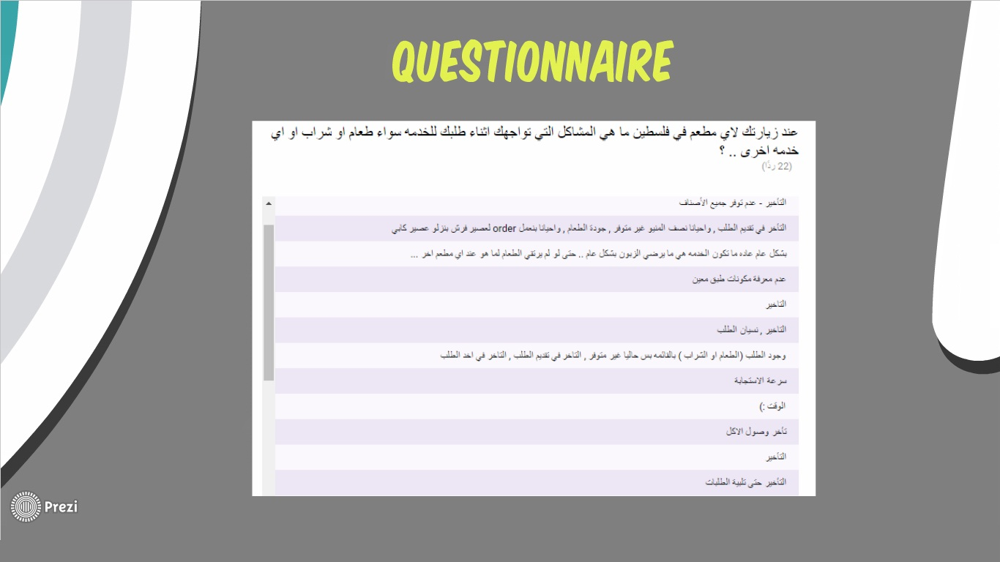 QUESTIONNAIRE
عند زيارتك لاي مطعم في فلسطين ما هي المشاكل التي تواجهك اثناء طلبك للخدمه سواء طعام او شراب او اي
خدمه اخرى .. ؟
(22 ردًا)
التأخير - عدم توفر جميع الأصناف
التأخر في تقديم الطلب , واحيانا نصف المنيو غير متوفر , جودة الطعام , واحيانا بنعمل order لعصير فرش بنزلو عصير كابي
بشكل عام عاده ما تكون الخدمه هي ما يرضي الزبون بشكل عام .. حتى لو لم يرتقي الطعام لما هو عند اي مطعم اخر ...
عدم معرفة مكونات طبق معين
التاخير
التاخير , نسيان الطلب
وجود الطلب (الطعام او الشراب ) بالقائمه بس حاليا غير متوفر , التاخر في تقديم الطلب , التاخر في اخد الطلب
سرعة الاستجابة
الوقت :)
تأخر وصول الاكل
التأخير
التأخير حتى تلبية الطلبات
Prezi